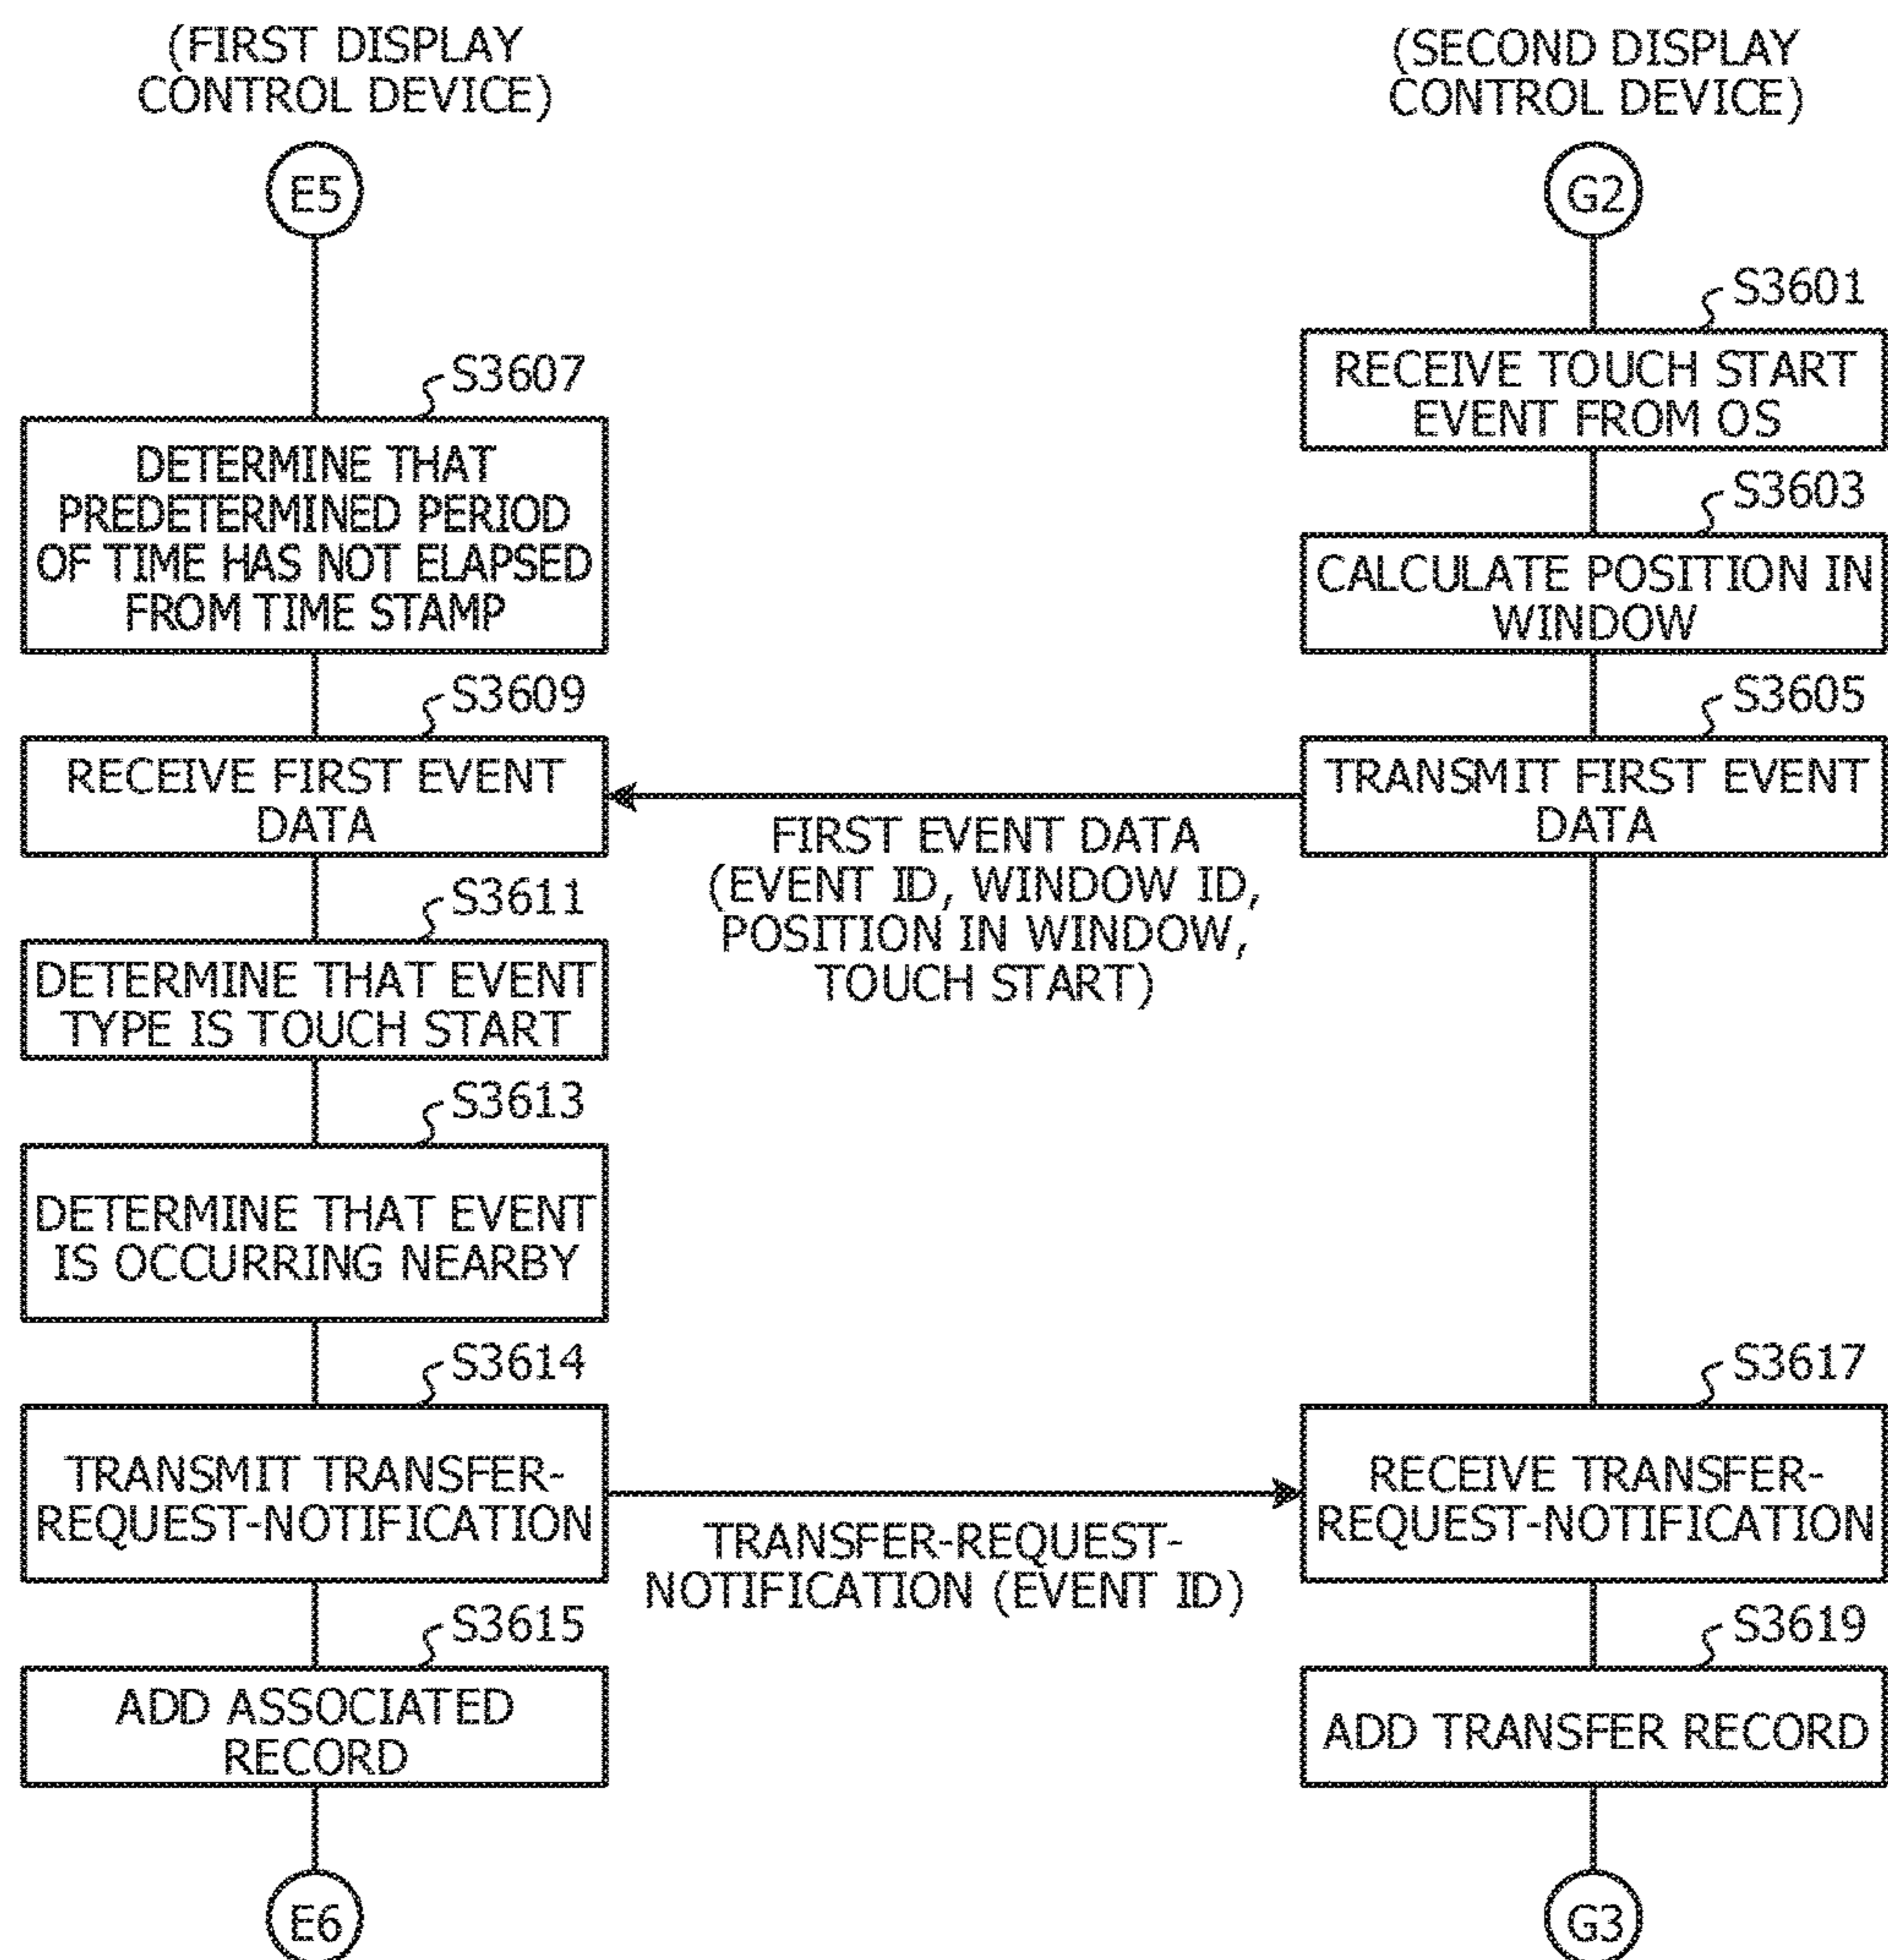 (FIRST DISPLAY
CONTROL DEVICE)
E5
S3607
DETERMINE THAT
PREDETERMINED PERIOD
OF TIME HAS NOT ELAPSED
FROM TIME STAMP
S3609
RECEIVE FIRST EVENT
DATA
S3611
DETERMINE THAT EVENT
TYPE IS TOUCH START
S3613
DETERMINE THAT EVENT
IS OCCURRING NEARBY
S3614
TRANSMIT TRANSFER-
REQUEST-NOTIFICATION
S3615
ADD ASSOCIATED
RECORD
E6
FIRST EVENT DATA
(EVENT ID, WINDOW ID,
POSITION IN WINDOW,
TOUCH START)
TRANSFER-REQUEST-
NOTIFICATION (EVENT ID)
(SECOND DISPLAY
CONTROL DEVICE)
G2
S3601
RECEIVE TOUCH START
EVENT FROM OS
S3603
CALCULATE POSITION IN
WINDOW
S3605
TRANSMIT FIRST EVENT
DATA
S3617
RECEIVE TRANSFER-
REQUEST-NOTIFICATION
S3619
ADD TRANSFER RECORD
G3